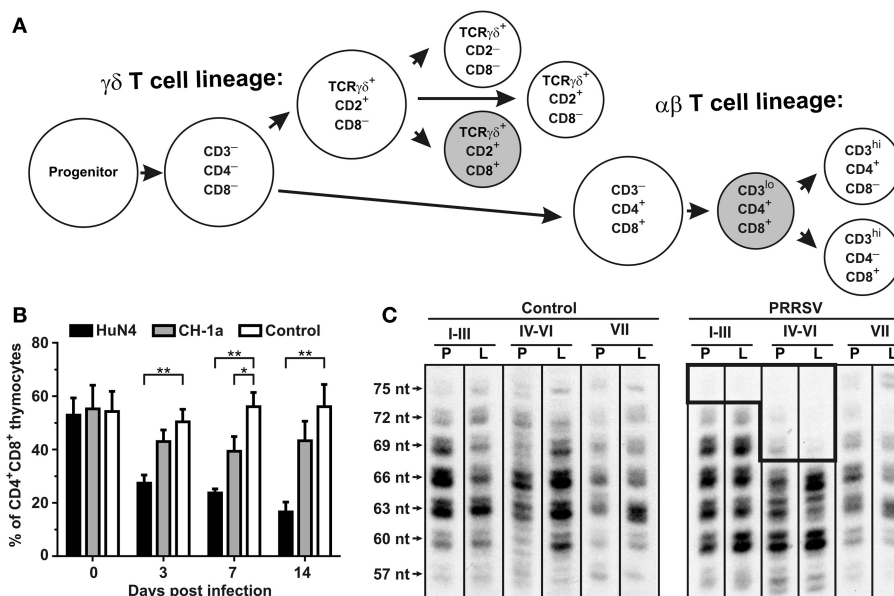 A
γδ T cell lineage:
αβ T cell lineage:
Progenitor
CD3⁻
CD4⁻
CD8⁻
TCRγδ⁺
CD2⁺
CD8⁻
TCRγδ⁺
CD2⁻
CD8⁻
TCRγδ⁺
CD2⁺
CD8⁻
TCRγδ⁺
CD2⁺
CD8⁺
CD3⁻
CD4⁺
CD8⁺
CD3ˡᵒ
CD4⁺
CD8⁺
CD3ʰⁱ
CD4⁺
CD8⁻
CD3ʰⁱ
CD4⁻
CD8⁺
B
HuN4 CH-1a Control
% of CD4⁺CD8⁺ thymocytes
80
60
40
20
0
**
**
*
**
0 3 7 14
Days post infection
C
Control PRRSV
I-III IV-VI VII I-III IV-VI VII
P L P L P L P L P L P L
75 nt
72 nt
69 nt
66 nt
63 nt
60 nt
57 nt